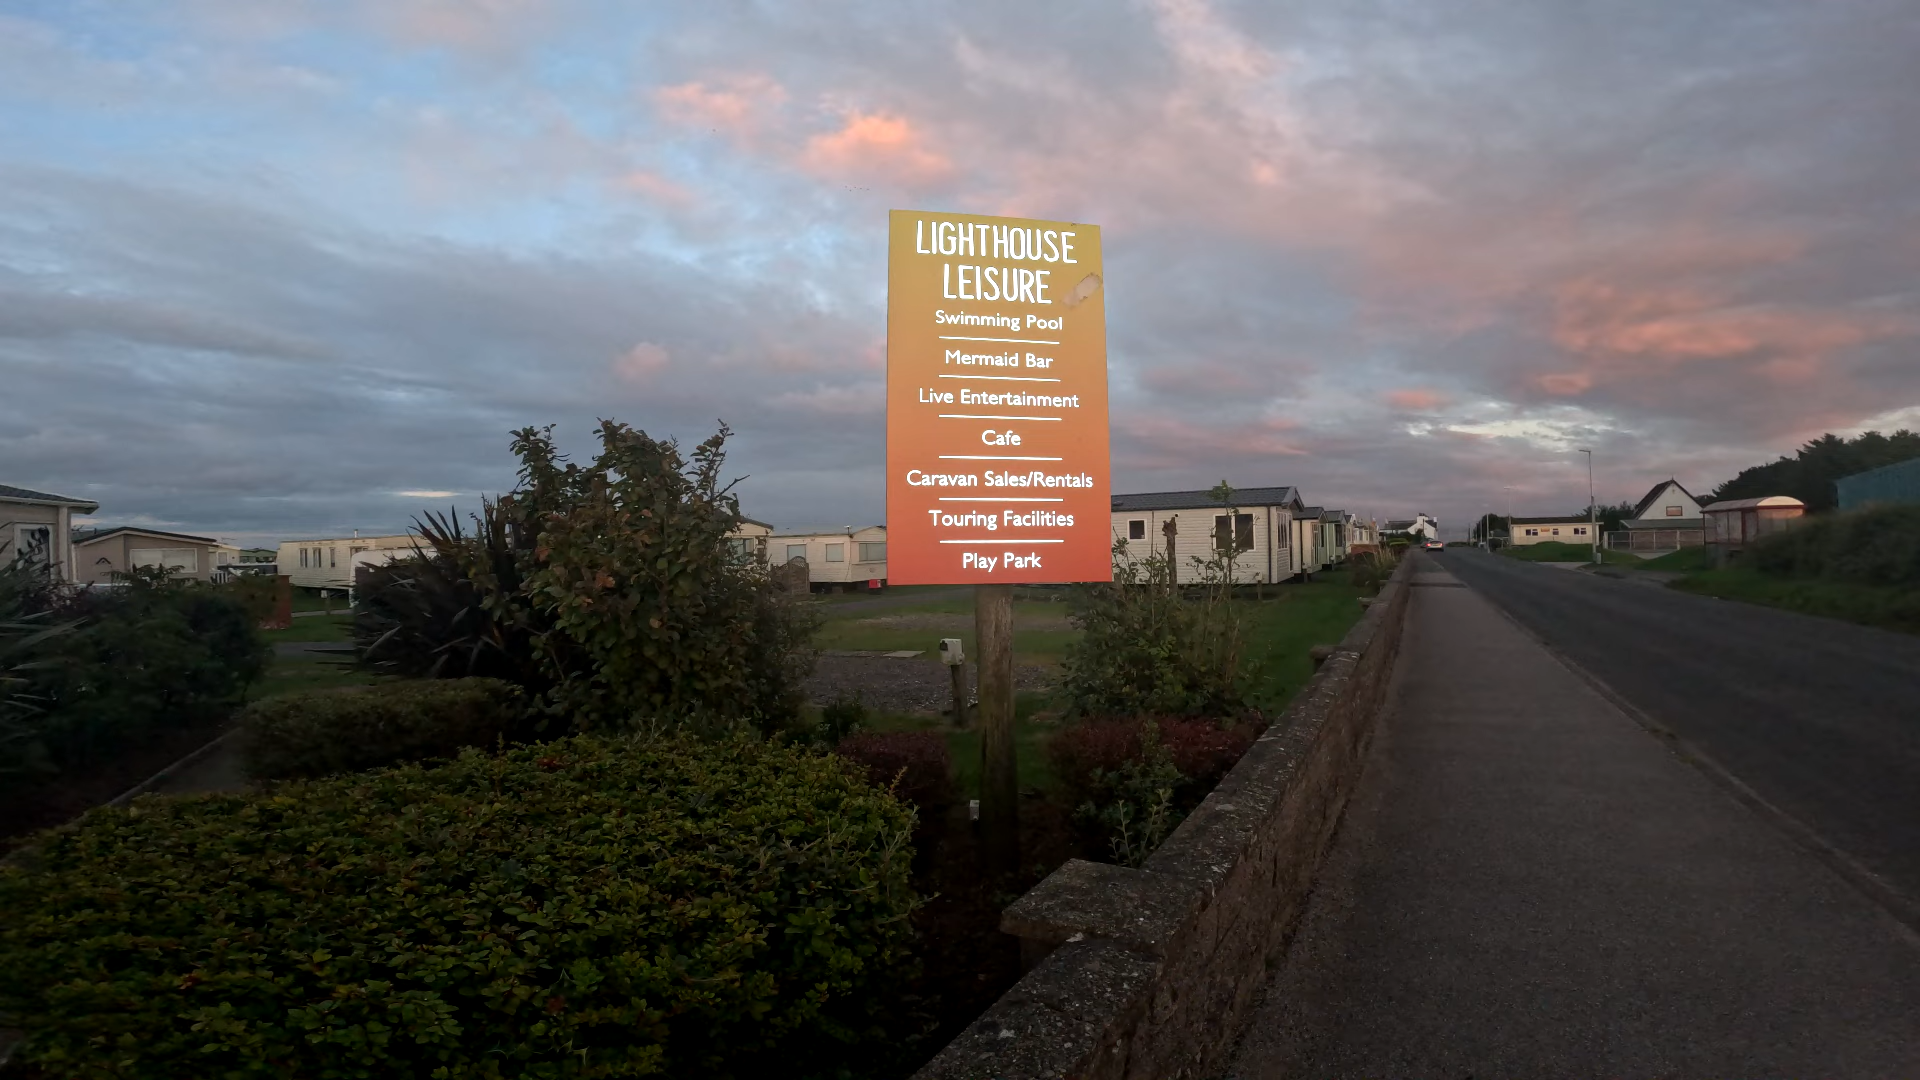 LIGHTHOUSE
LEISURE
Swimming Pool
Mermaid Bar
Live Entertainment
Cafe
Caravan Sales/Rentals
Touring Facilities
Play Park